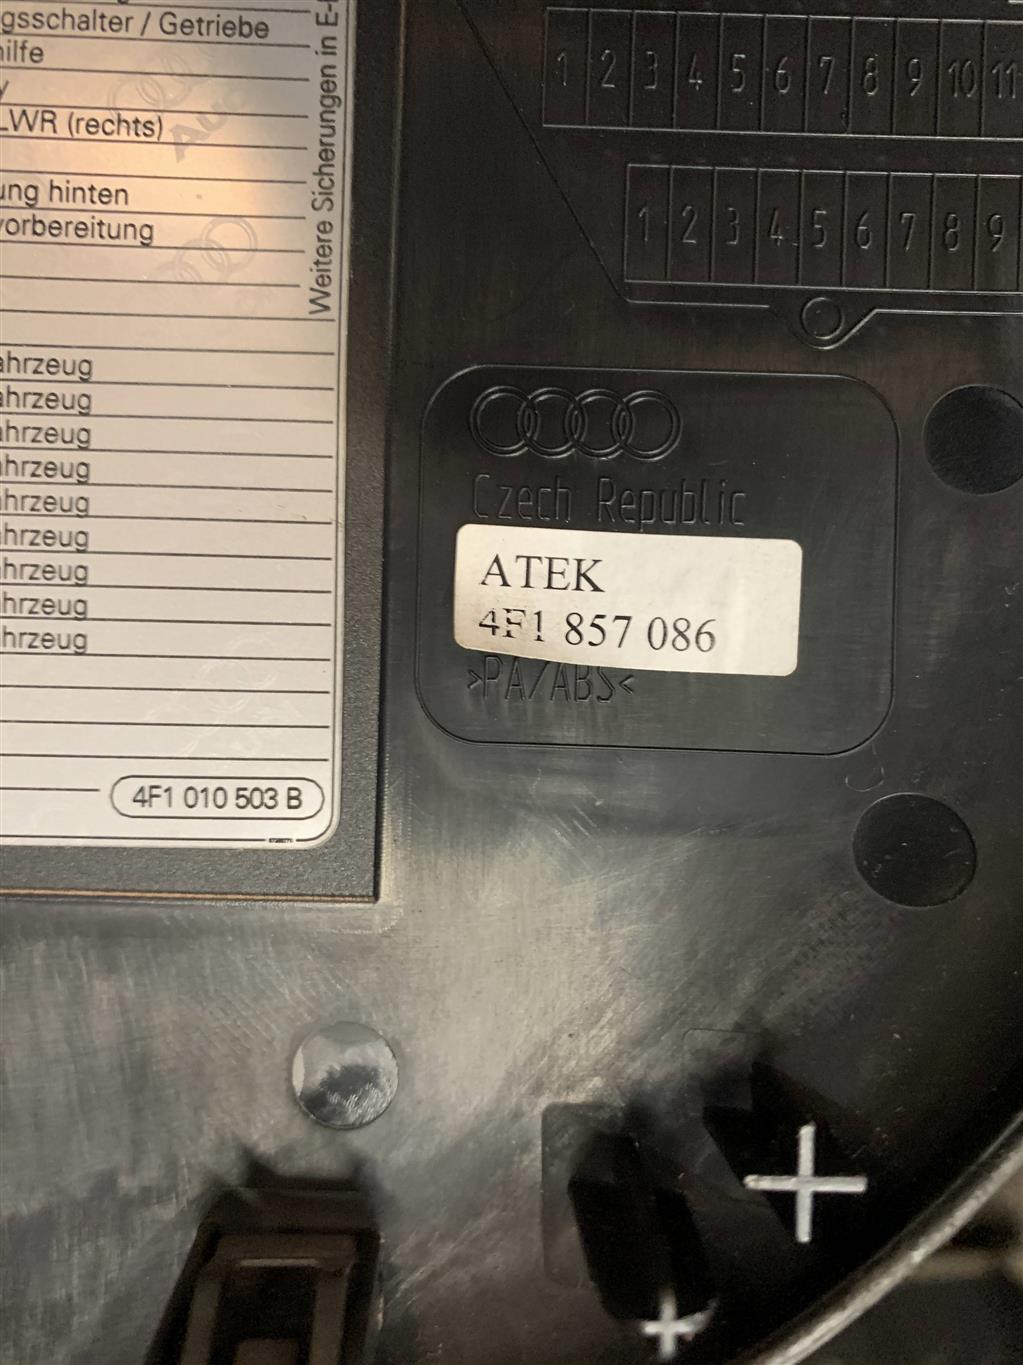 gsschalter / Getriebe
hilfe
LWR (rechts)
ung hinten
vorbereitung
Weitere Sicherungen in E-
ahrzeug
ahrzeug
ahrzeug
ahrzeug
ahrzeug
ahrzeug
ahrzeug
ahrzeug
ahrzeug
4F1 010 503 B
1 2 3 4 5 6 7 8 9 10 11
1 2 3 4 5 6 7 8 9
Czech Republic
ATEK
4F1 857 086
>PA/ABS<